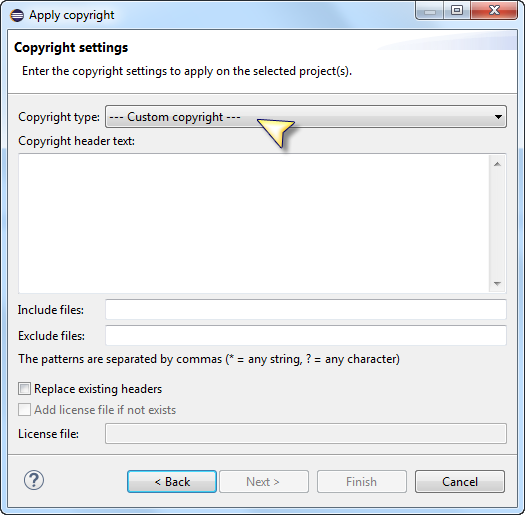 Apply copyright
Copyright settings
Enter the copyright settings to apply on the selected project(s).
Copyright type: --- Custom copyright ---
Copyright header text:
Include files:
Exclude files:
The patterns are separated by commas (* = any string, ? = any character)
Replace existing headers
Add license file if not exists
License file:
? < Back Next > Finish Cancel